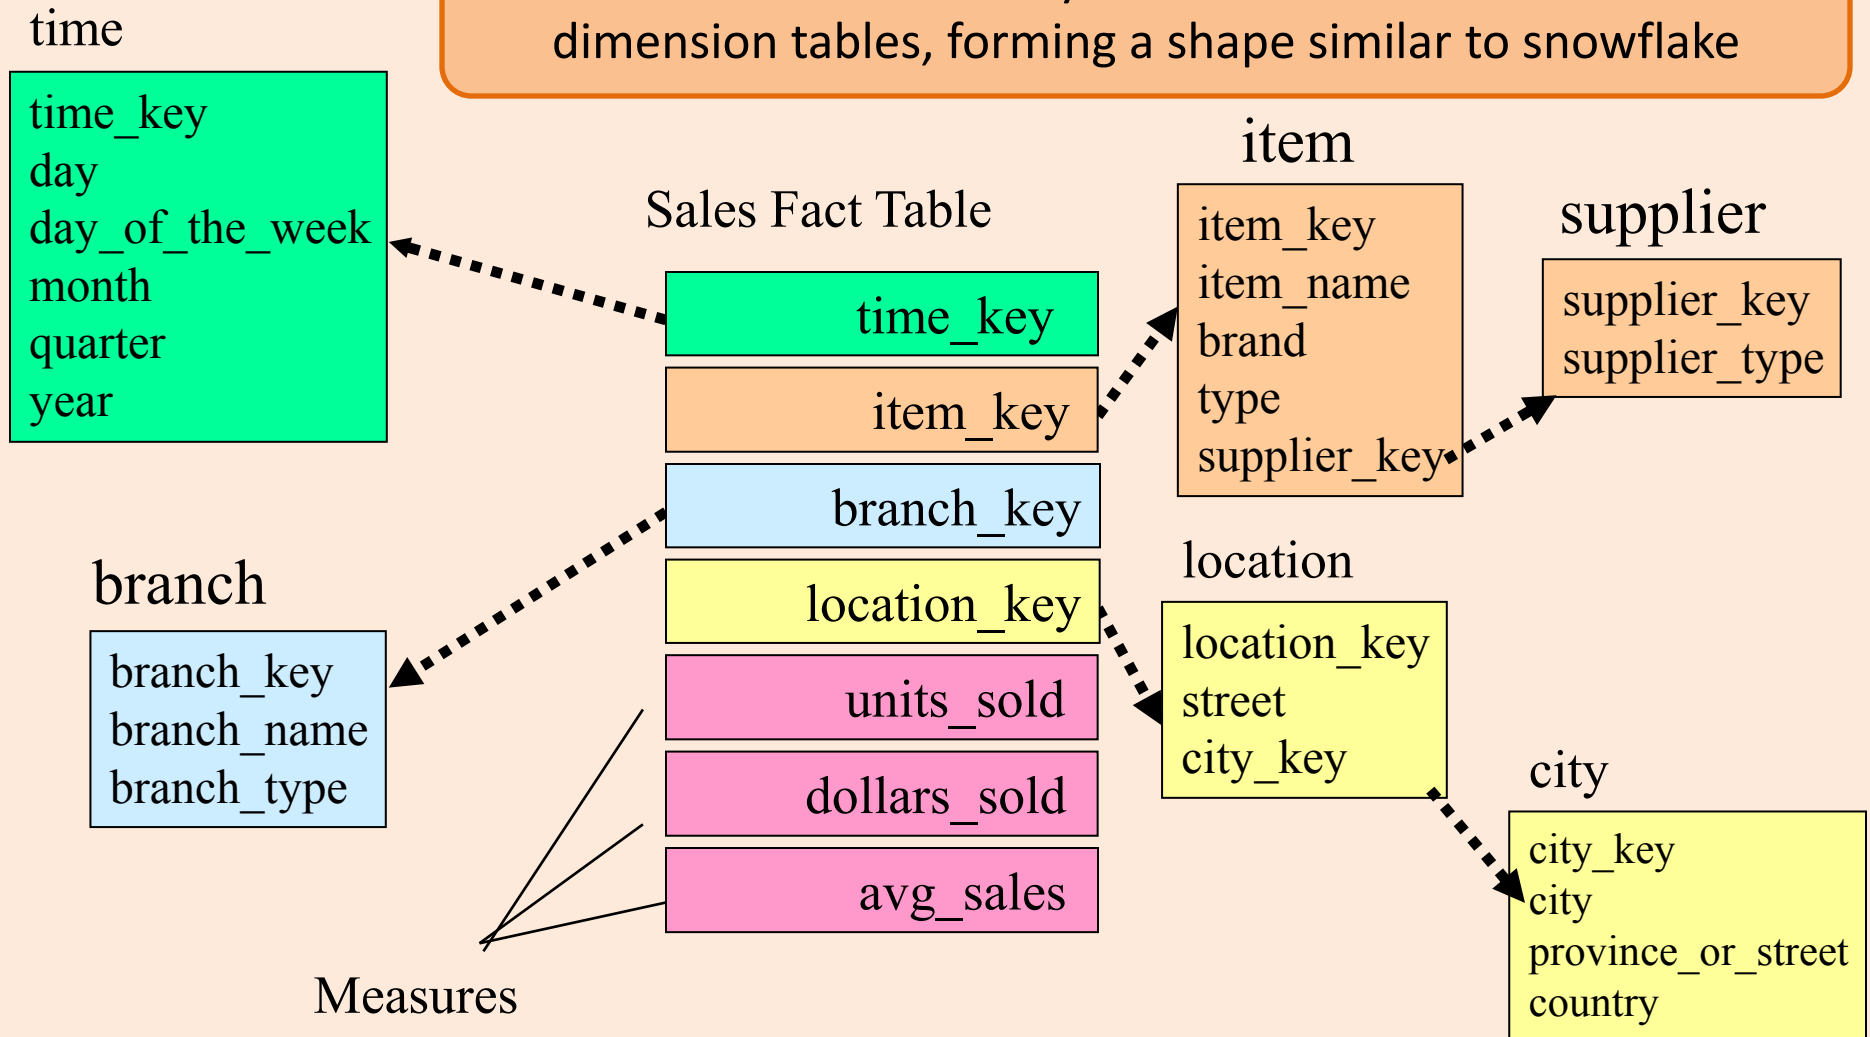 dimension tables, forming a shape similar to snowflake
time
time_key
day
day_of_the_week
month
quarter
year
Sales Fact Table
time_key
item_key
branch_key
location_key
units_sold
dollars_sold
avg_sales
Measures
item
item_key
item_name
brand
type
supplier_key
supplier
supplier_key
supplier_type
branch
branch_key
branch_name
branch_type
location
location_key
street
city_key
city
city_key
city
province_or_street
country